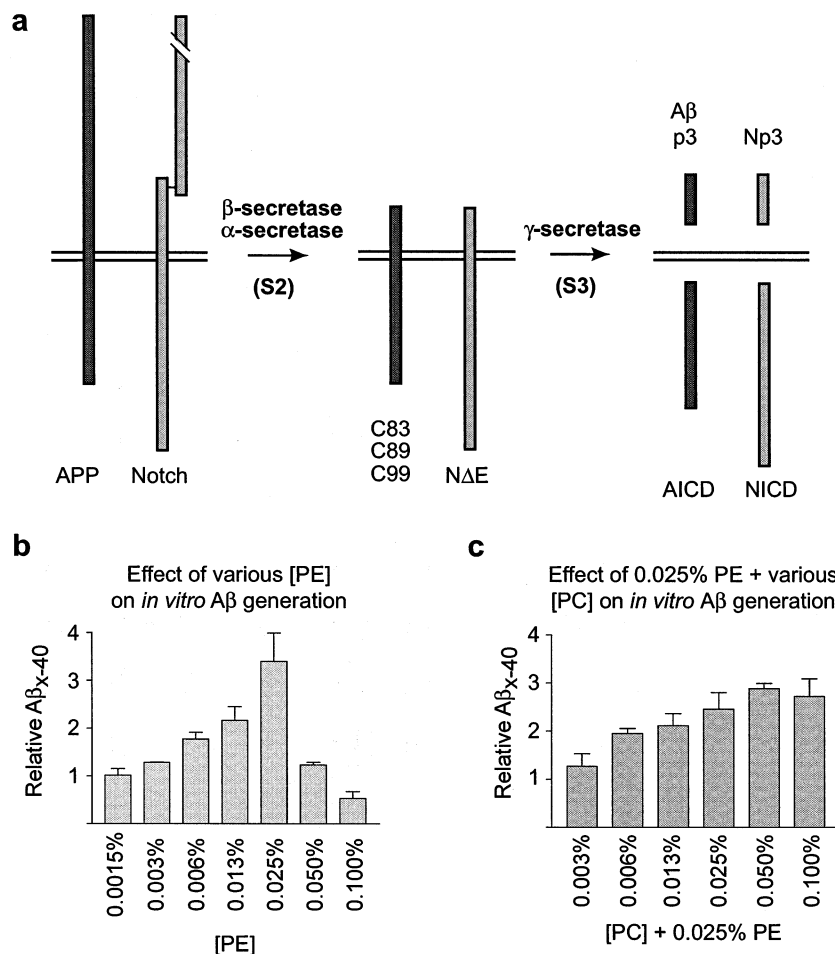 a
β-secretase
α-secretase
(S2)
γ-secretase
(S3)
Aβ
p3
Np3
APP
Notch
C83
C89
C99
NΔE
AICD
NICD
b
Effect of various [PE]
on in vitro Aβ generation
Relative Aβx-40
4
3
2
1
0.0015%
0.003%
0.006%
0.013%
0.025%
0.050%
0.100%
[PE]
c
Effect of 0.025% PE + various
[PC] on in vitro Aβ generation
Relative Aβx-40
4
3
2
1
0.003%
0.006%
0.013%
0.025%
0.050%
0.100%
[PC] + 0.025% PE